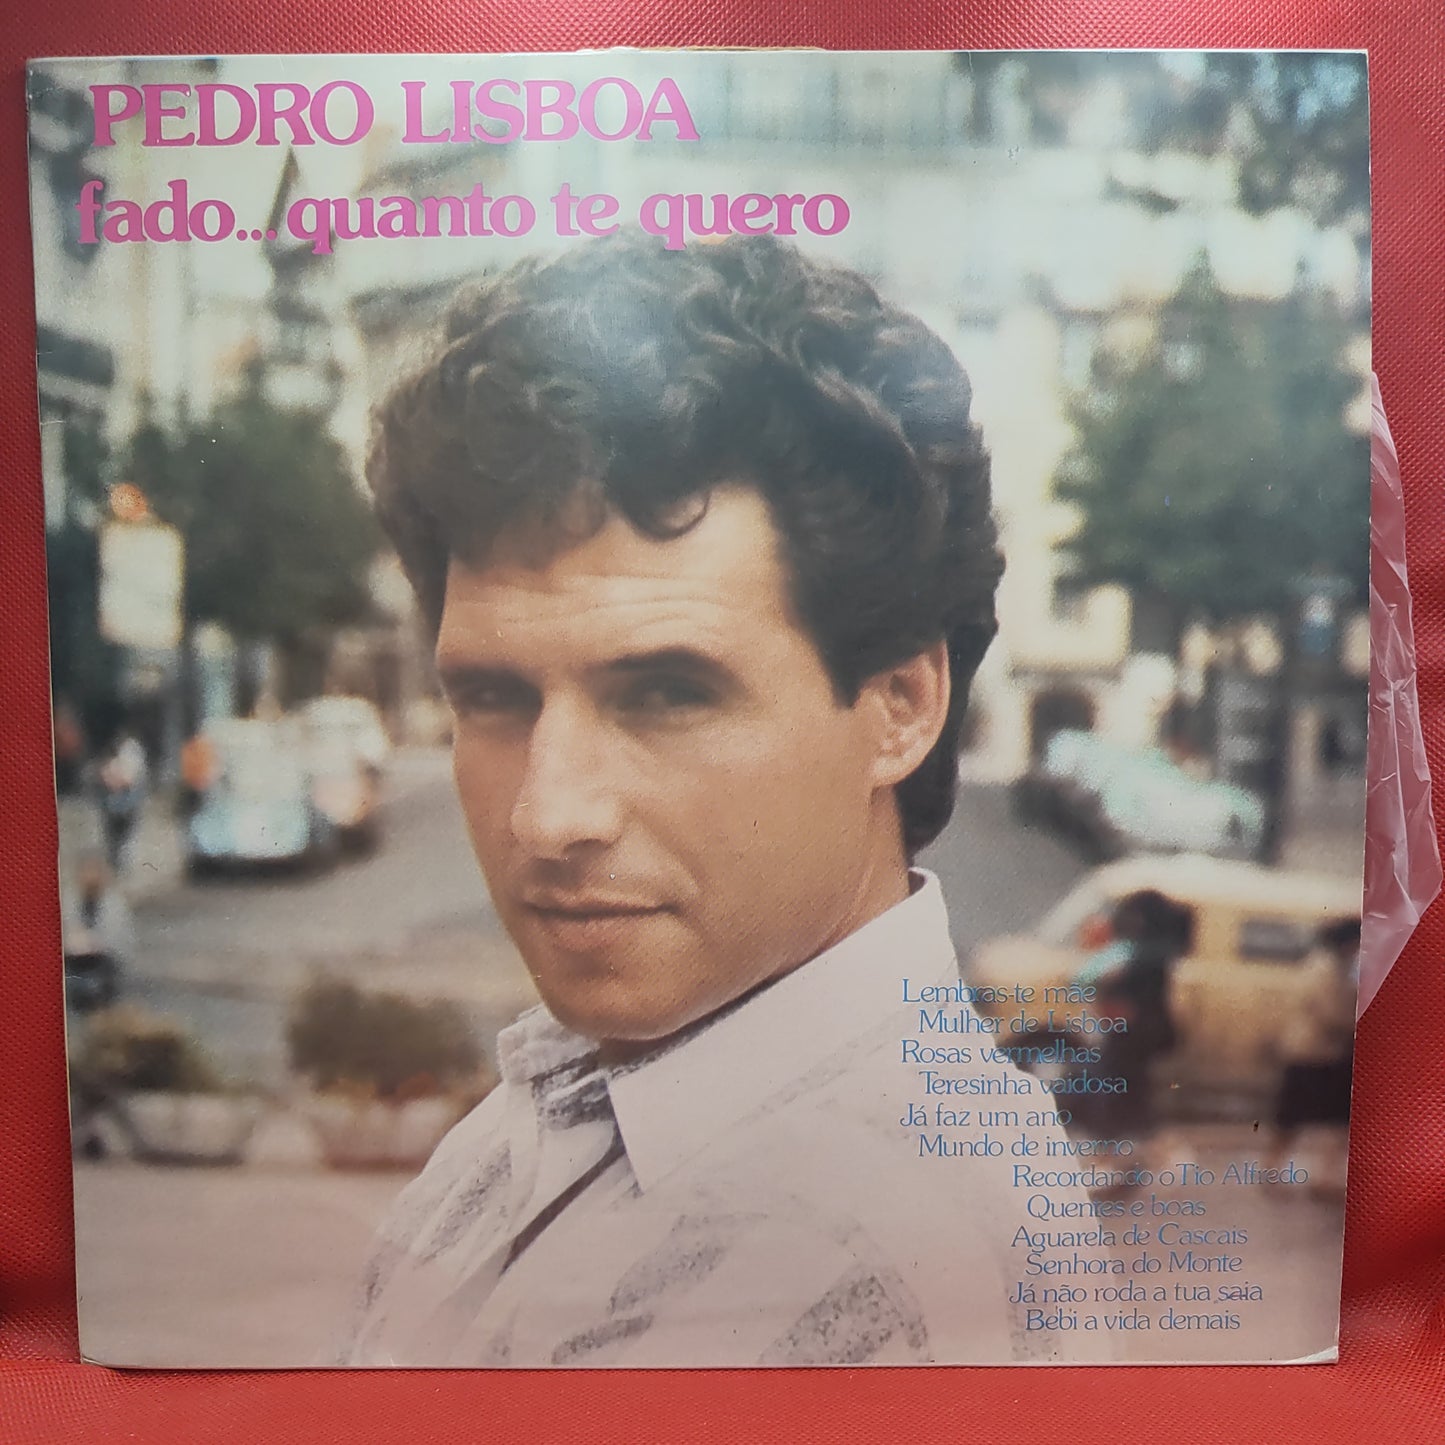 PEDRO LISBOA
fado... quanto te quero
Lembras-te mãe
Mulher de Lisboa
Rosas vermelhas
Teresinha vaidosa
Já faz um ano
Mundo de inverno
Recordando o Tio Alfredo
Quentes e boas
Aguarela de Cascais
Senhora do Monte
Já não roda a tua saia
Bebi a vida demais